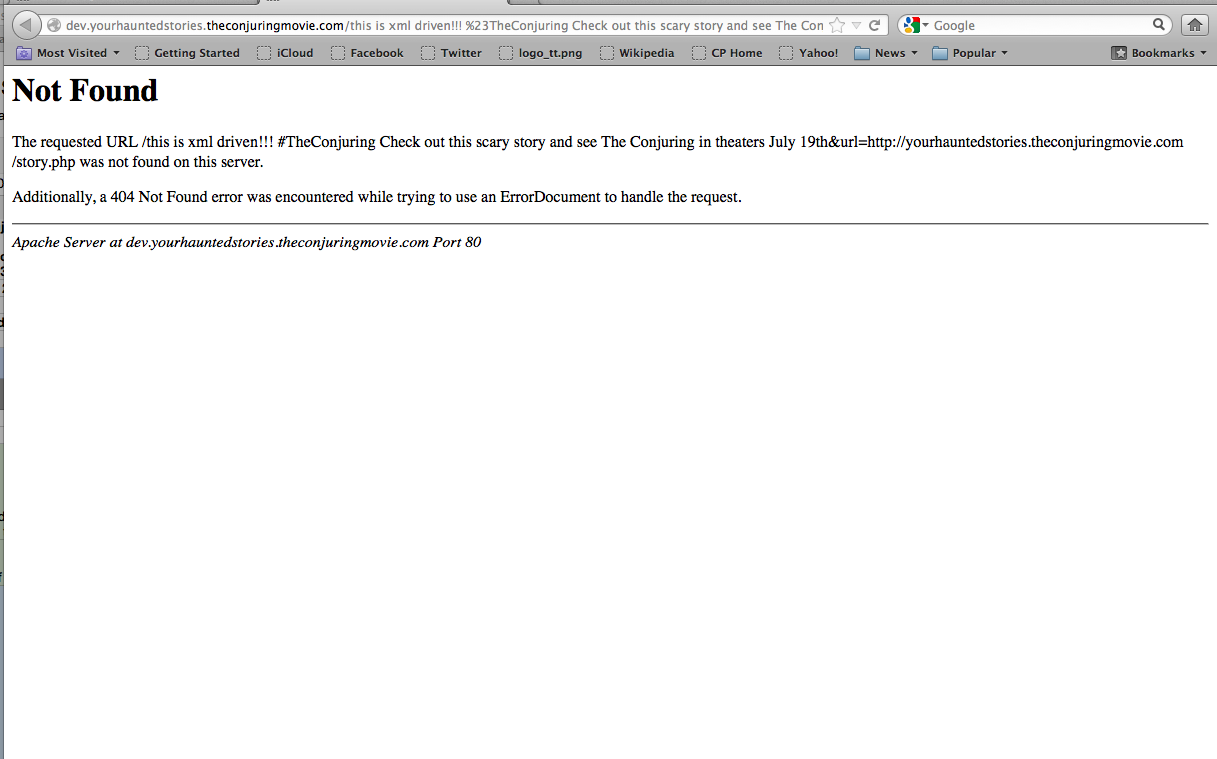 dev.yourhauntedstories.theconjuringmovie.com/this is xml driven!!! %23TheConjuring Check out this scary story and see The Con
Google
Most Visited
Getting Started
iCloud
Facebook
Twitter
logo_tt.png
Wikipedia
CP Home
Yahoo!
News
Popular
Bookmarks
Not Found
The requested URL /this is xml driven!!! #TheConjuring Check out this scary story and see The Conjuring in theaters July 19th&url=http://yourhauntedstories.theconjuringmovie.com
/story.php was not found on this server.
Additionally, a 404 Not Found error was encountered while trying to use an ErrorDocument to handle the request.
Apache Server at dev.yourhauntedstories.theconjuringmovie.com Port 80